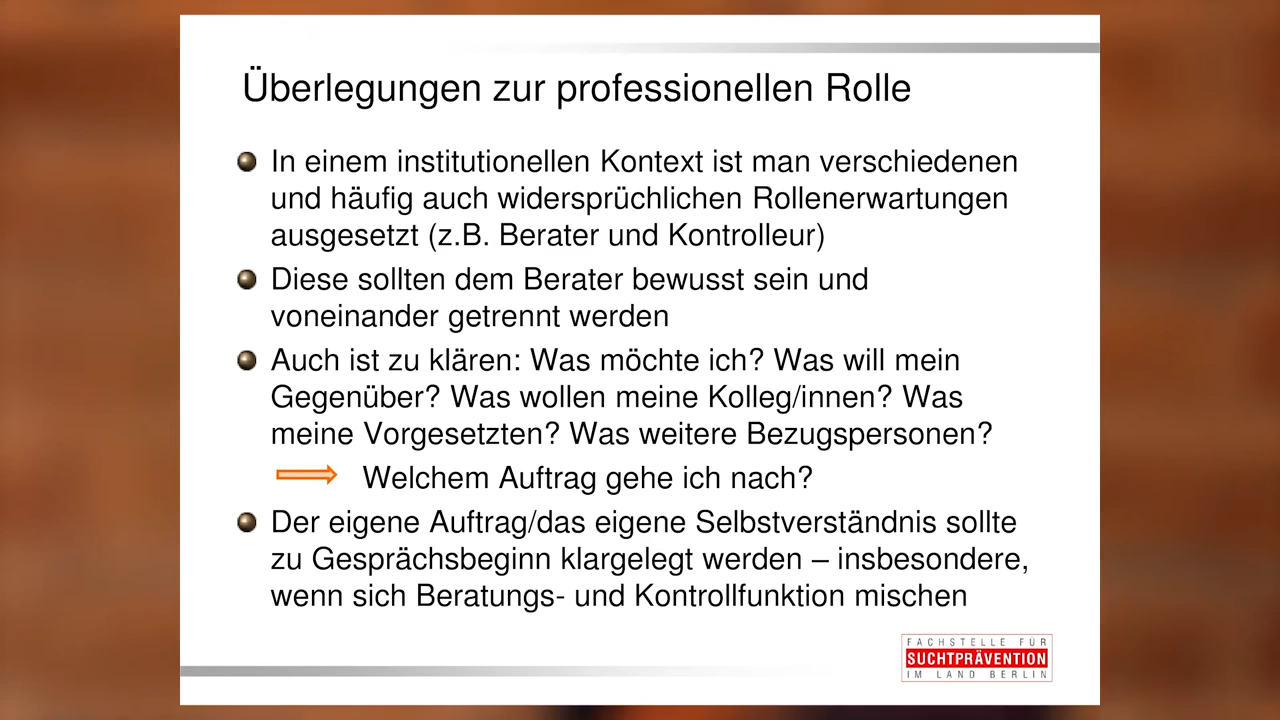 Überlegungen zur professionellen Rolle
In einem institutionellen Kontext ist man verschiedenen
und häufig auch widersprüchlichen Rollenerwartungen
ausgesetzt (z.B. Berater und Kontrolleur)
Diese sollten dem Berater bewusst sein und
voneinander getrennt werden
Auch ist zu klären: Was möchte ich? Was will mein
Gegenüber? Was wollen meine Kolleg/innen? Was
meine Vorgesetzten? Was weitere Bezugspersonen?
Welchem Auftrag gehe ich nach?
Der eigene Auftrag/das eigene Selbstverständnis sollte
zu Gesprächsbeginn klargelegt werden – insbesondere,
wenn sich Beratungs- und Kontrollfunktion mischen
FACHSTELLE FÜR
SUCHTPRÄVENTION
IM LAND BERLIN